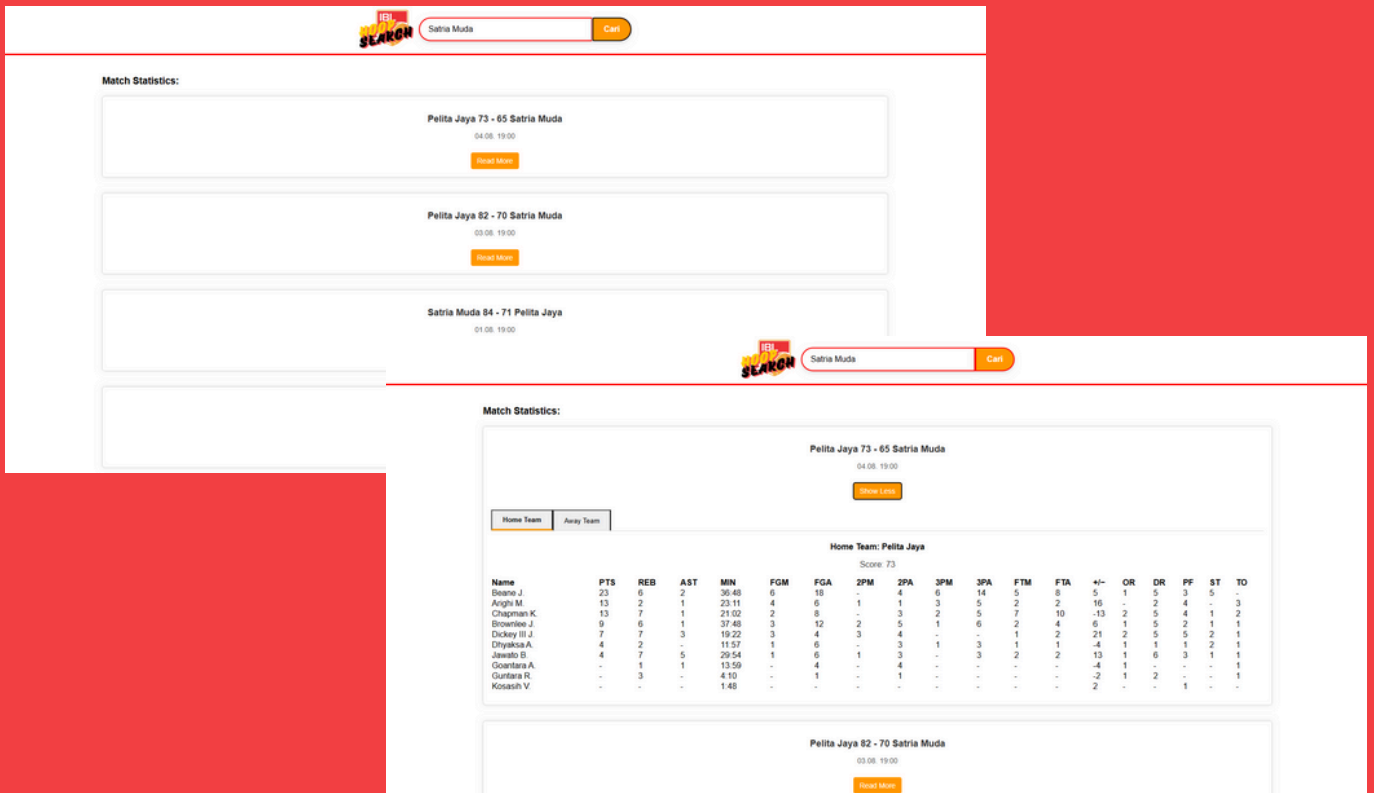 IBL
HOOP
SEARCH
Satria Muda
Cari
Match Statistics:
Pelita Jaya 73 - 65 Satria Muda
04.08. 19:00
Read More
Pelita Jaya 82 - 70 Satria Muda
03.08. 19:00
Read More
Satria Muda 84 - 71 Pelita Jaya
01.08. 19:00
IBL
HOOP
SEARCH
Satria Muda
Cari
Match Statistics:
Pelita Jaya 73 - 65 Satria Muda
04.08. 19:00
Show Less
Home Team Away Team
Home Team: Pelita Jaya
Score: 73
Name PTS REB AST MIN FGM FGA 2PM 2PA 3PM 3PA FTM FTA +/- OR DR PF ST TO
Beane J. 23 6 2 36:48 6 18 - 4 6 14 5 8 5 1 5 3 5 -
Arighi M. 13 2 1 23:11 4 6 1 1 3 5 2 2 16 - 2 4 - 3
Chapman K. 13 7 1 21:02 2 8 - 3 2 5 7 10 -13 2 5 4 1 2
Brownlee J. 9 6 1 37:48 3 12 2 5 1 6 2 4 6 1 5 2 1 1
Dickey III J. 7 7 3 19:22 3 4 3 4 - - 1 2 21 2 5 5 2 1
Dhyaksa A. 4 2 - 11:57 1 6 - 3 1 3 1 1 -4 1 1 1 2 1
Jawato B. 4 7 5 29:54 1 6 1 3 - 3 2 2 13 1 6 3 1 1
Goantara A. - 1 1 13:59 - 4 - 4 - - - - -4 1 - - - 1
Guntara R. - 3 - 4:10 - 1 - 1 - - - - -2 1 2 - - 1
Kosasih V. - - - 1:48 - - - - - - - - 2 - - 1 - -
Pelita Jaya 82 - 70 Satria Muda
03.08. 19:00
Read More